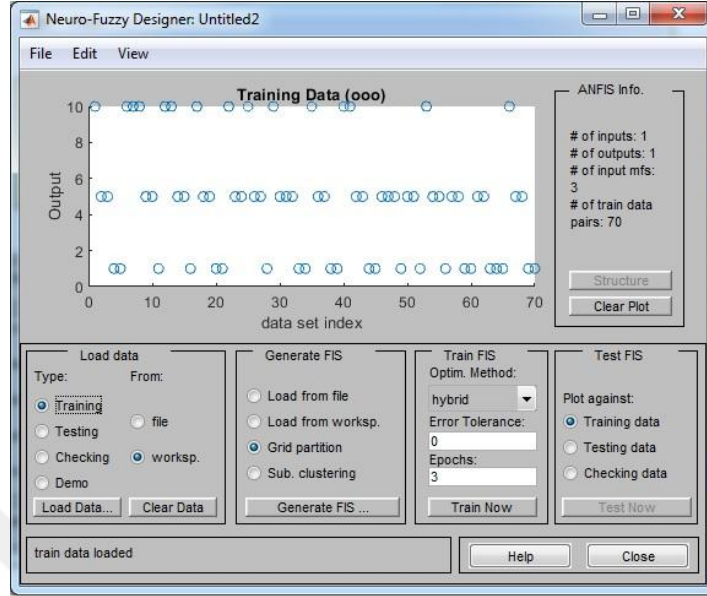 Neuro-Fuzzy Designer: Untitled2
File Edit View
Training Data (ooo)
10
8
6
4
2
0
Output
0 10 20 30 40 50 60 70
data set index
ANFIS Info.
# of inputs: 1
# of outputs: 1
# of input mfs:
3
# of train data
pairs: 70
Structure
Clear Plot
Load data
Type: From:
Training
Testing
Checking
Demo
file
worksp.
Load Data... Clear Data
Generate FIS
Load from file
Load from worksp.
Grid partition
Sub. clustering
Generate FIS ...
Train FIS
Optim. Method:
hybrid
Error Tolerance:
0
Epochs:
3
Train Now
Test FIS
Plot against:
Training data
Testing data
Checking data
Test Now
train data loaded
Help Close